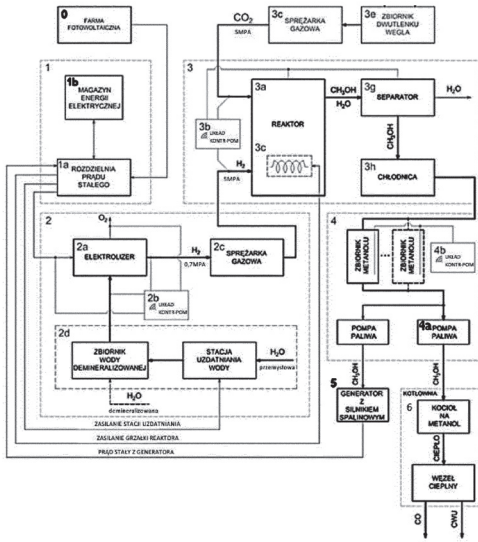 0
FARMA
FOTOWOLTAICZNA
CO2
5MPA
3c
SPRĘŻARKA
GAZOWA
3e
ZBIORNIK
DWUTLENKU
WĘGLA
1
1b
MAGAZYN
ENERGII
ELEKTRYCZNEJ
1a
ROZDZIELNIA
PRĄDU
STAŁEGO
3
3a
REAKTOR
3c
3b
UKŁAD
KONTR-POM
H2
5MPA
CH3OH
H2O
3g
SEPARATOR
H2O
CH3OH
3h
CHŁODNICA
2
O2
2a
ELEKTROLIZER
H2
0,7MPA
2c
SPRĘŻARKA
GAZOWA
2b
UKŁAD
KONTR-POM
2d
ZBIORNIK
WODY
DEMINERALIZOWANEJ
STACJA
UZDATNIANIA
WODY
H2O
przemysłowa
H2O
demineralizowana
4
ZBIORNIK
METANOLU
ZBIORNIK
METANOLU
4b
UKŁAD
KONTR-POM
POMPA
PALIWA
4a
POMPA
PALIWA
CH3OH
CH3OH
5
GENERATOR
Z
SILNIKIEM
SPALINOWYM
KOTŁOWNIA
6
KOCIOŁ
NA
METANOL
CIEPŁO
WĘZEŁ
CIEPLNY
CO
CWU
ZASILANIE STACJI UZDATNIANIA
ZASILANIE GRZAŁKI REAKTORA
PRĄD STAŁY Z GENERATORA